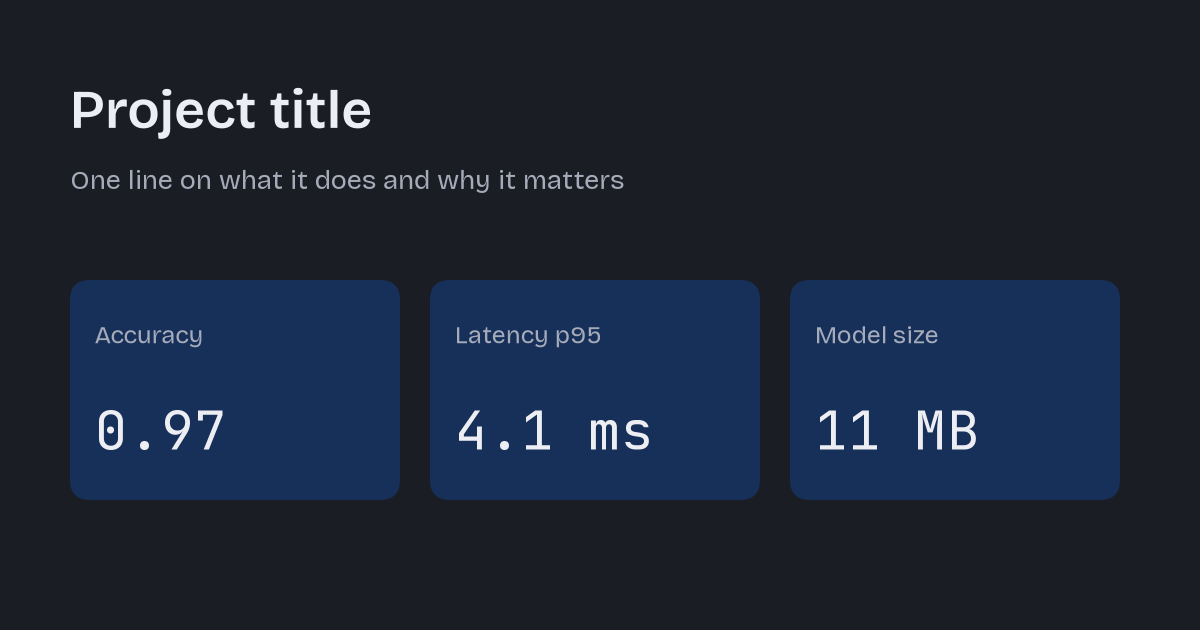 Project title
One line on what it does and why it matters
Accuracy
0.97
Latency p95
4.1 ms
Model size
11 MB